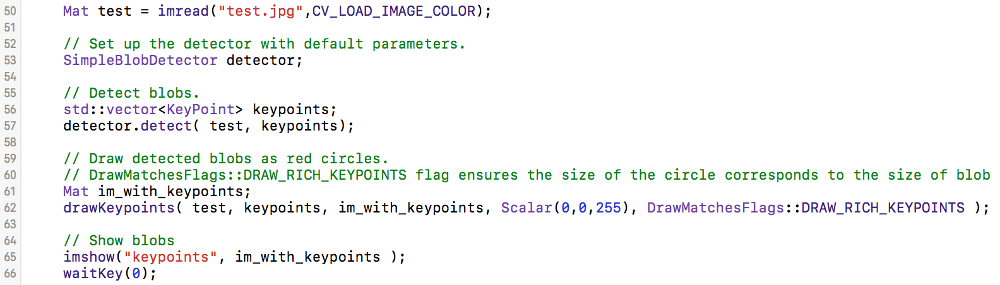 50 Mat test = imread("test.jpg",CV_LOAD_IMAGE_COLOR);
51
52 // Set up the detector with default parameters.
53 SimpleBlobDetector detector;
54
55 // Detect blobs.
56 std::vector<KeyPoint> keypoints;
57 detector.detect( test, keypoints);
58
59 // Draw detected blobs as red circles.
60 // DrawMatchesFlags::DRAW_RICH_KEYPOINTS flag ensures the size of the circle corresponds to the size of blob
61 Mat im_with_keypoints;
62 drawKeypoints( test, keypoints, im_with_keypoints, Scalar(0,0,255), DrawMatchesFlags::DRAW_RICH_KEYPOINTS );
63
64 // Show blobs
65 imshow("keypoints", im_with_keypoints );
66 waitKey(0);